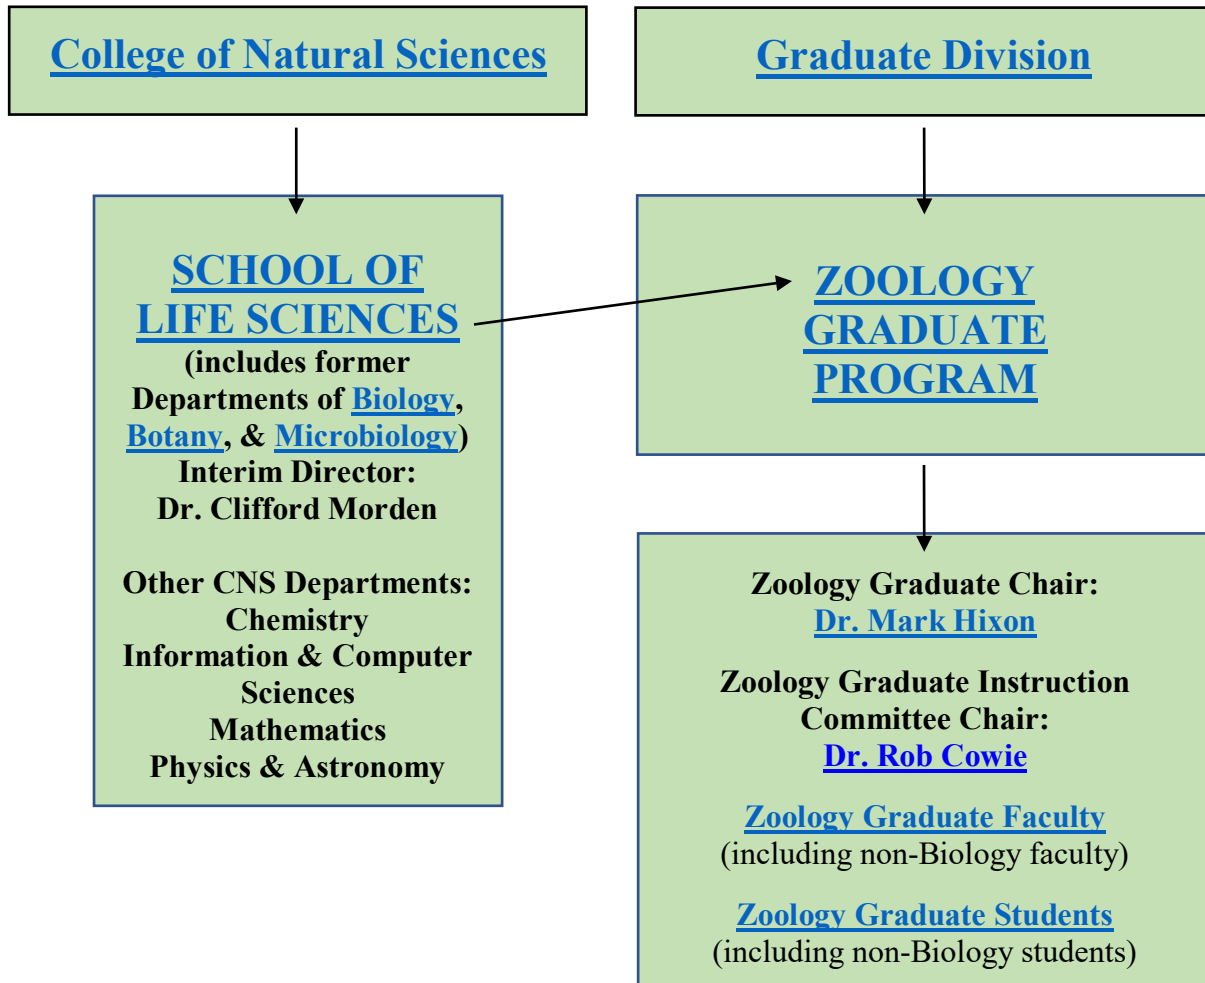 College of Natural Sciences
Graduate Division
SCHOOL OF
LIFE SCIENCES
(includes former
Departments of Biology,
Botany, & Microbiology)
Interim Director:
Dr. Clifford Morden
Other CNS Departments:
Chemistry
Information & Computer
Sciences
Mathematics
Physics & Astronomy
ZOOLOGY
GRADUATE
PROGRAM
Zoology Graduate Chair:
Dr. Mark Hixon
Zoology Graduate Instruction
Committee Chair:
Dr. Rob Cowie
Zoology Graduate Faculty
(including non-Biology faculty)
Zoology Graduate Students
(including non-Biology students)